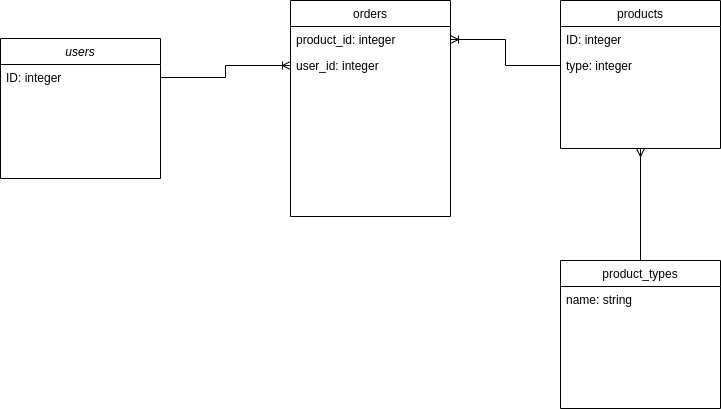 users
ID: integer
orders
product_id: integer
user_id: integer
products
ID: integer
type: integer
product_types
name: string